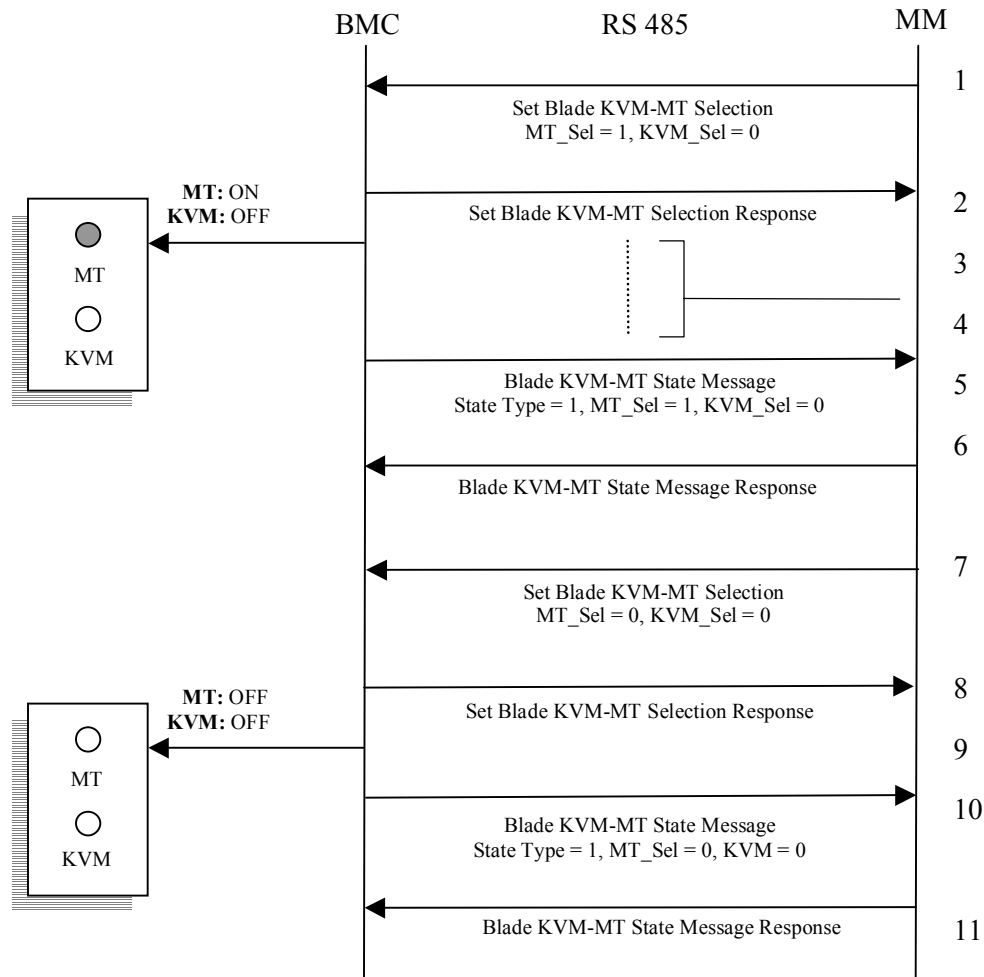 BMC RS 485 MM
1
Set Blade KVM-MT Selection
MT_Sel = 1, KVM_Sel = 0
MT: ON
KVM: OFF
2
Set Blade KVM-MT Selection Response
MT
KVM
3
4
5
Blade KVM-MT State Message
State Type = 1, MT_Sel = 1, KVM_Sel = 0
6
Blade KVM-MT State Message Response
7
Set Blade KVM-MT Selection
MT_Sel = 0, KVM_Sel = 0
MT: OFF
KVM: OFF
8
Set Blade KVM-MT Selection Response
MT
KVM
9
10
Blade KVM-MT State Message
State Type = 1, MT_Sel = 0, KVM = 0
Blade KVM-MT State Message Response
11